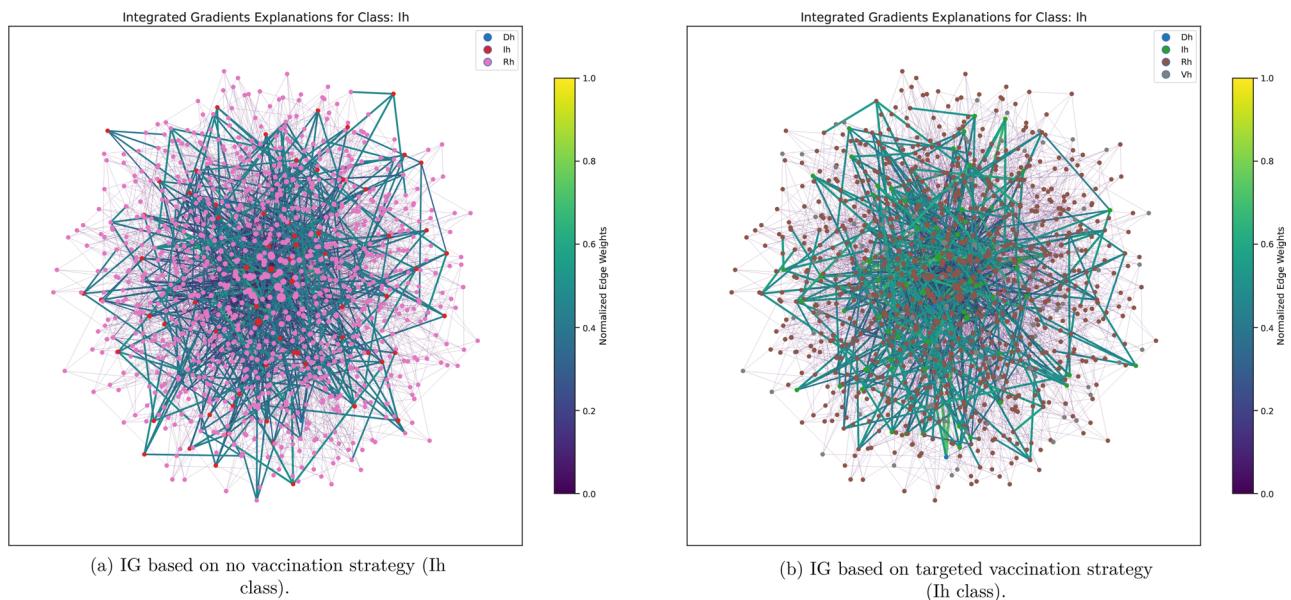 Integrated Gradients Explanations for Class: Ih
Dh
Ih
Rh
1.0
0.8
0.6
0.4
0.2
0.0
Normalized Edge Weights
(a) IG based on no vaccination strategy (Ih
class).
Integrated Gradients Explanations for Class: Ih
Dh
Ih
Rh
Vh
1.0
0.8
0.6
0.4
0.2
0.0
Normalized Edge Weights
(b) IG based on targeted vaccination strategy
(Ih class).